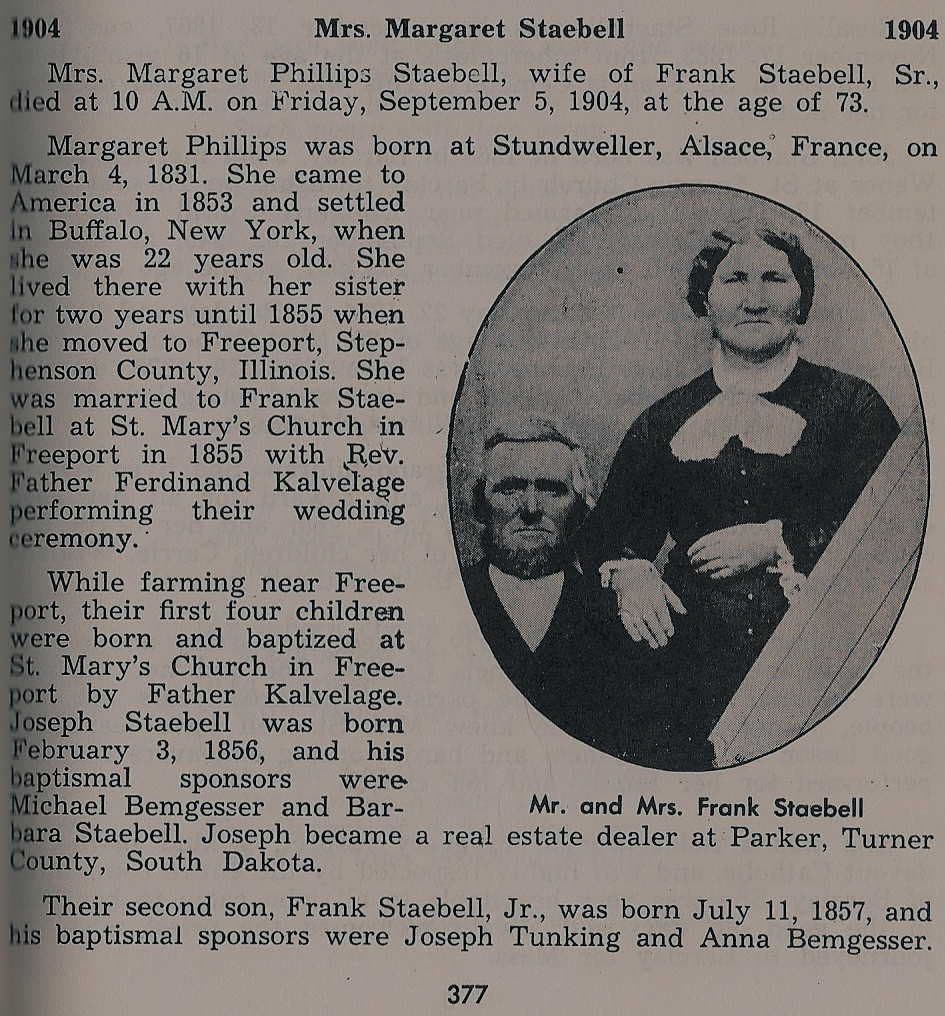 1904 Mrs. Margaret Staebell 1904
Mrs. Margaret Phillips Staebell, wife of Frank Staebell, Sr.,
died at 10 A.M. on Friday, September 5, 1904, at the age of 73.
Margaret Phillips was born at Stundweller, Alsace, France, on
March 4, 1831. She came to
America in 1853 and settled
in Buffalo, New York, when
she was 22 years old. She
lived there with her sister
for two years until 1855 when
she moved to Freeport, Step-
henson County, Illinois. She
was married to Frank Stae-
bell at St. Mary's Church in
Freeport in 1855 with Rev.
Father Ferdinand Kalvelage
performing their wedding
ceremony.
While farming near Free-
port, their first four children
were born and baptized at
St. Mary's Church in Free-
port by Father Kalvelage.
Joseph Staebell was born
February 3, 1856, and his
baptismal sponsors were
Michael Bemgesser and Bar-
Mr. and Mrs. Frank Staebell
bara Staebell. Joseph became a real estate dealer at Parker, Turner
County, South Dakota.
Their second son, Frank Staebell, Jr., was born July 11, 1857, and
his baptismal sponsors were Joseph Tunking and Anna Bemgesser.
377